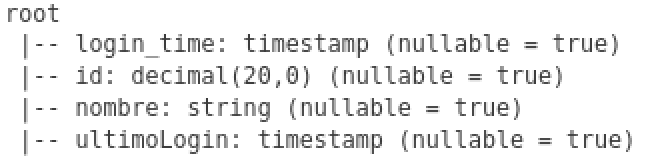 root
 |-- login_time: timestamp (nullable = true)
 |-- id: decimal(20,0) (nullable = true)
 |-- nombre: string (nullable = true)
 |-- ultimoLogin: timestamp (nullable = true)